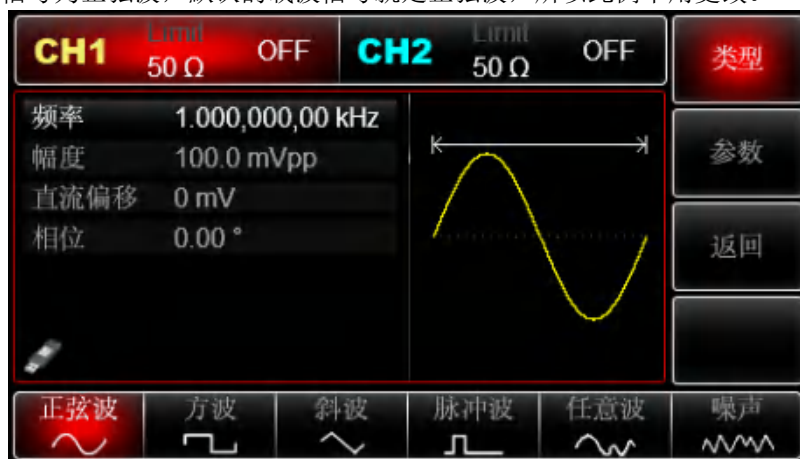 CH1 Limit 50 Ω OFF CH2 Limit 50 Ω OFF 类型
频率 1.000,000,00 kHz
幅度 100.0 mVpp 参数
直流偏移 0 mV
相位 0.00 ° 返回
正弦波 方波 斜波 脉冲波 任意波 噪声